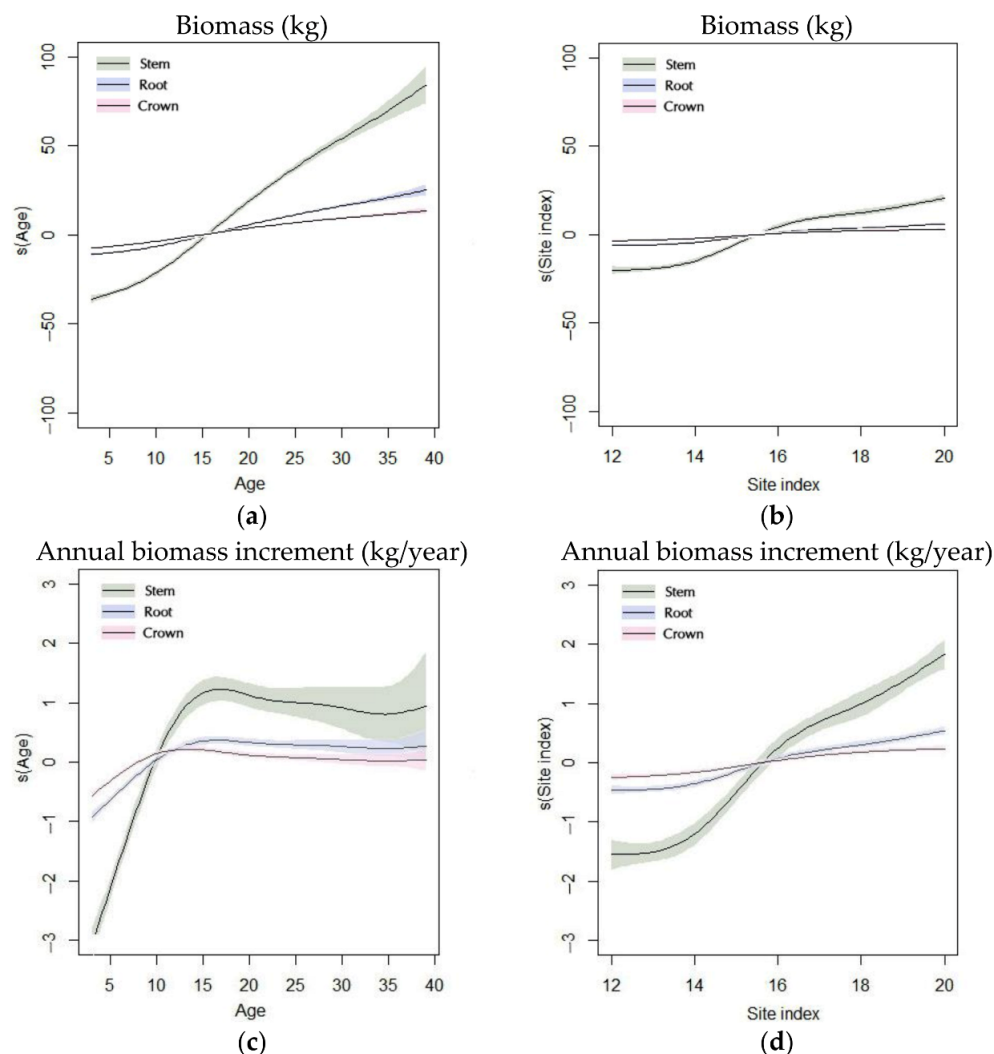 Biomass (kg)
Biomass (kg)
100
50
0
−50
−100
s(Age)
Stem
Root
Crown
5 10 15 20 25 30 35 40
Age
(a)
100
50
0
−50
−100
s(Site index)
Stem
Root
Crown
12 14 16 18 20
Site index
(b)
Annual biomass increment (kg/year)
Annual biomass increment (kg/year)
3
2
1
0
−1
−2
−3
s(Age)
Stem
Root
Crown
5 10 15 20 25 30 35 40
Age
(c)
3
2
1
0
−1
−2
−3
s(Site index)
Stem
Root
Crown
12 14 16 18 20
Site index
(d)